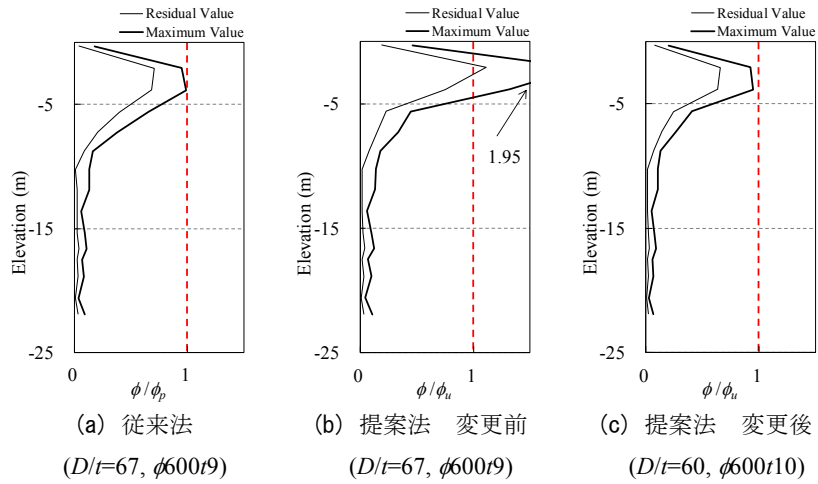 Residual Value
Maximum Value
Elevation (m)
-5
-15
-25
0
1
ϕ/ϕp
(a) 従来法
(D/t=67, ϕ600t9)
Residual Value
Maximum Value
Elevation (m)
-5
-15
-25
1.95
0
1
ϕ/ϕu
(b) 提案法 変更前
(D/t=67, ϕ600t9)
Residual Value
Maximum Value
Elevation (m)
-5
-15
-25
0
1
ϕ/ϕu
(c) 提案法 変更後
(D/t=60, ϕ600t10)